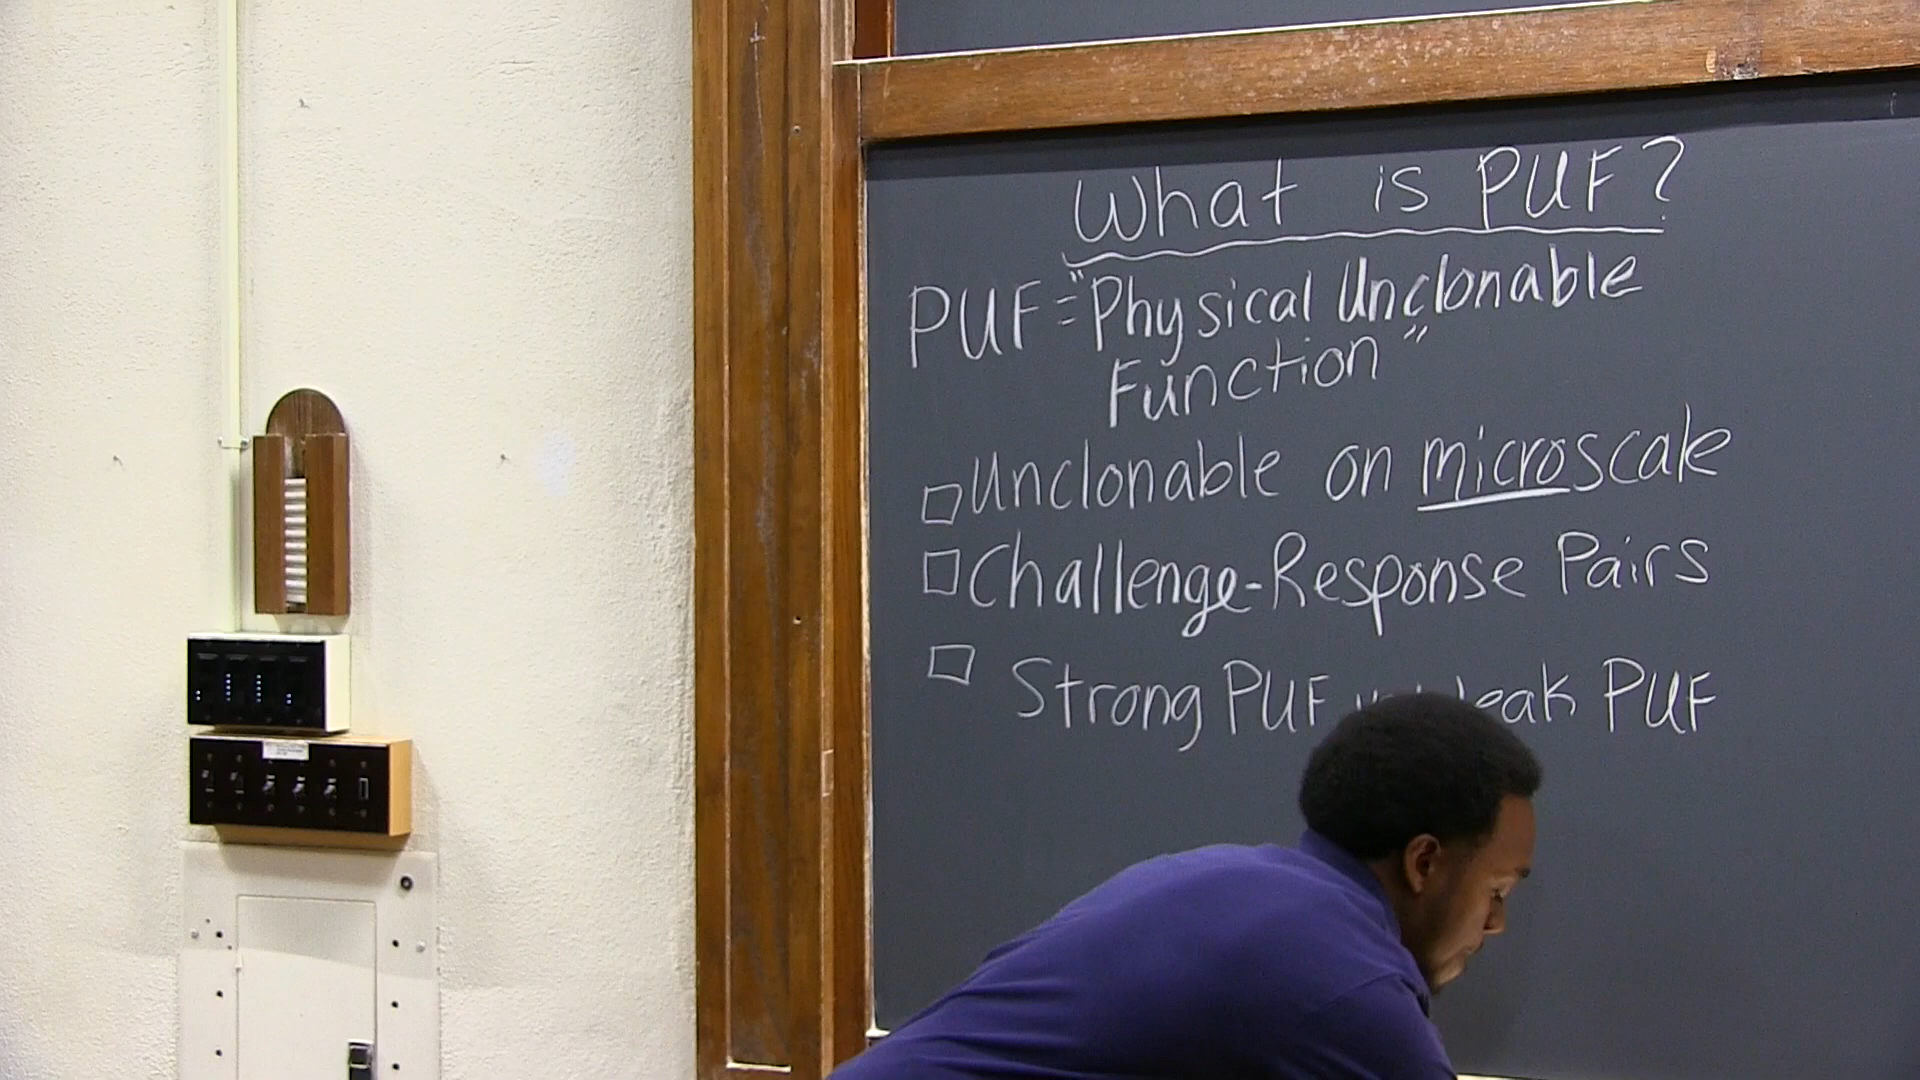 What is PUF?
PUF = "Physical Unclonable
Function"
Unclonable on microscale
Challenge-Response Pairs
Strong PUF PUF